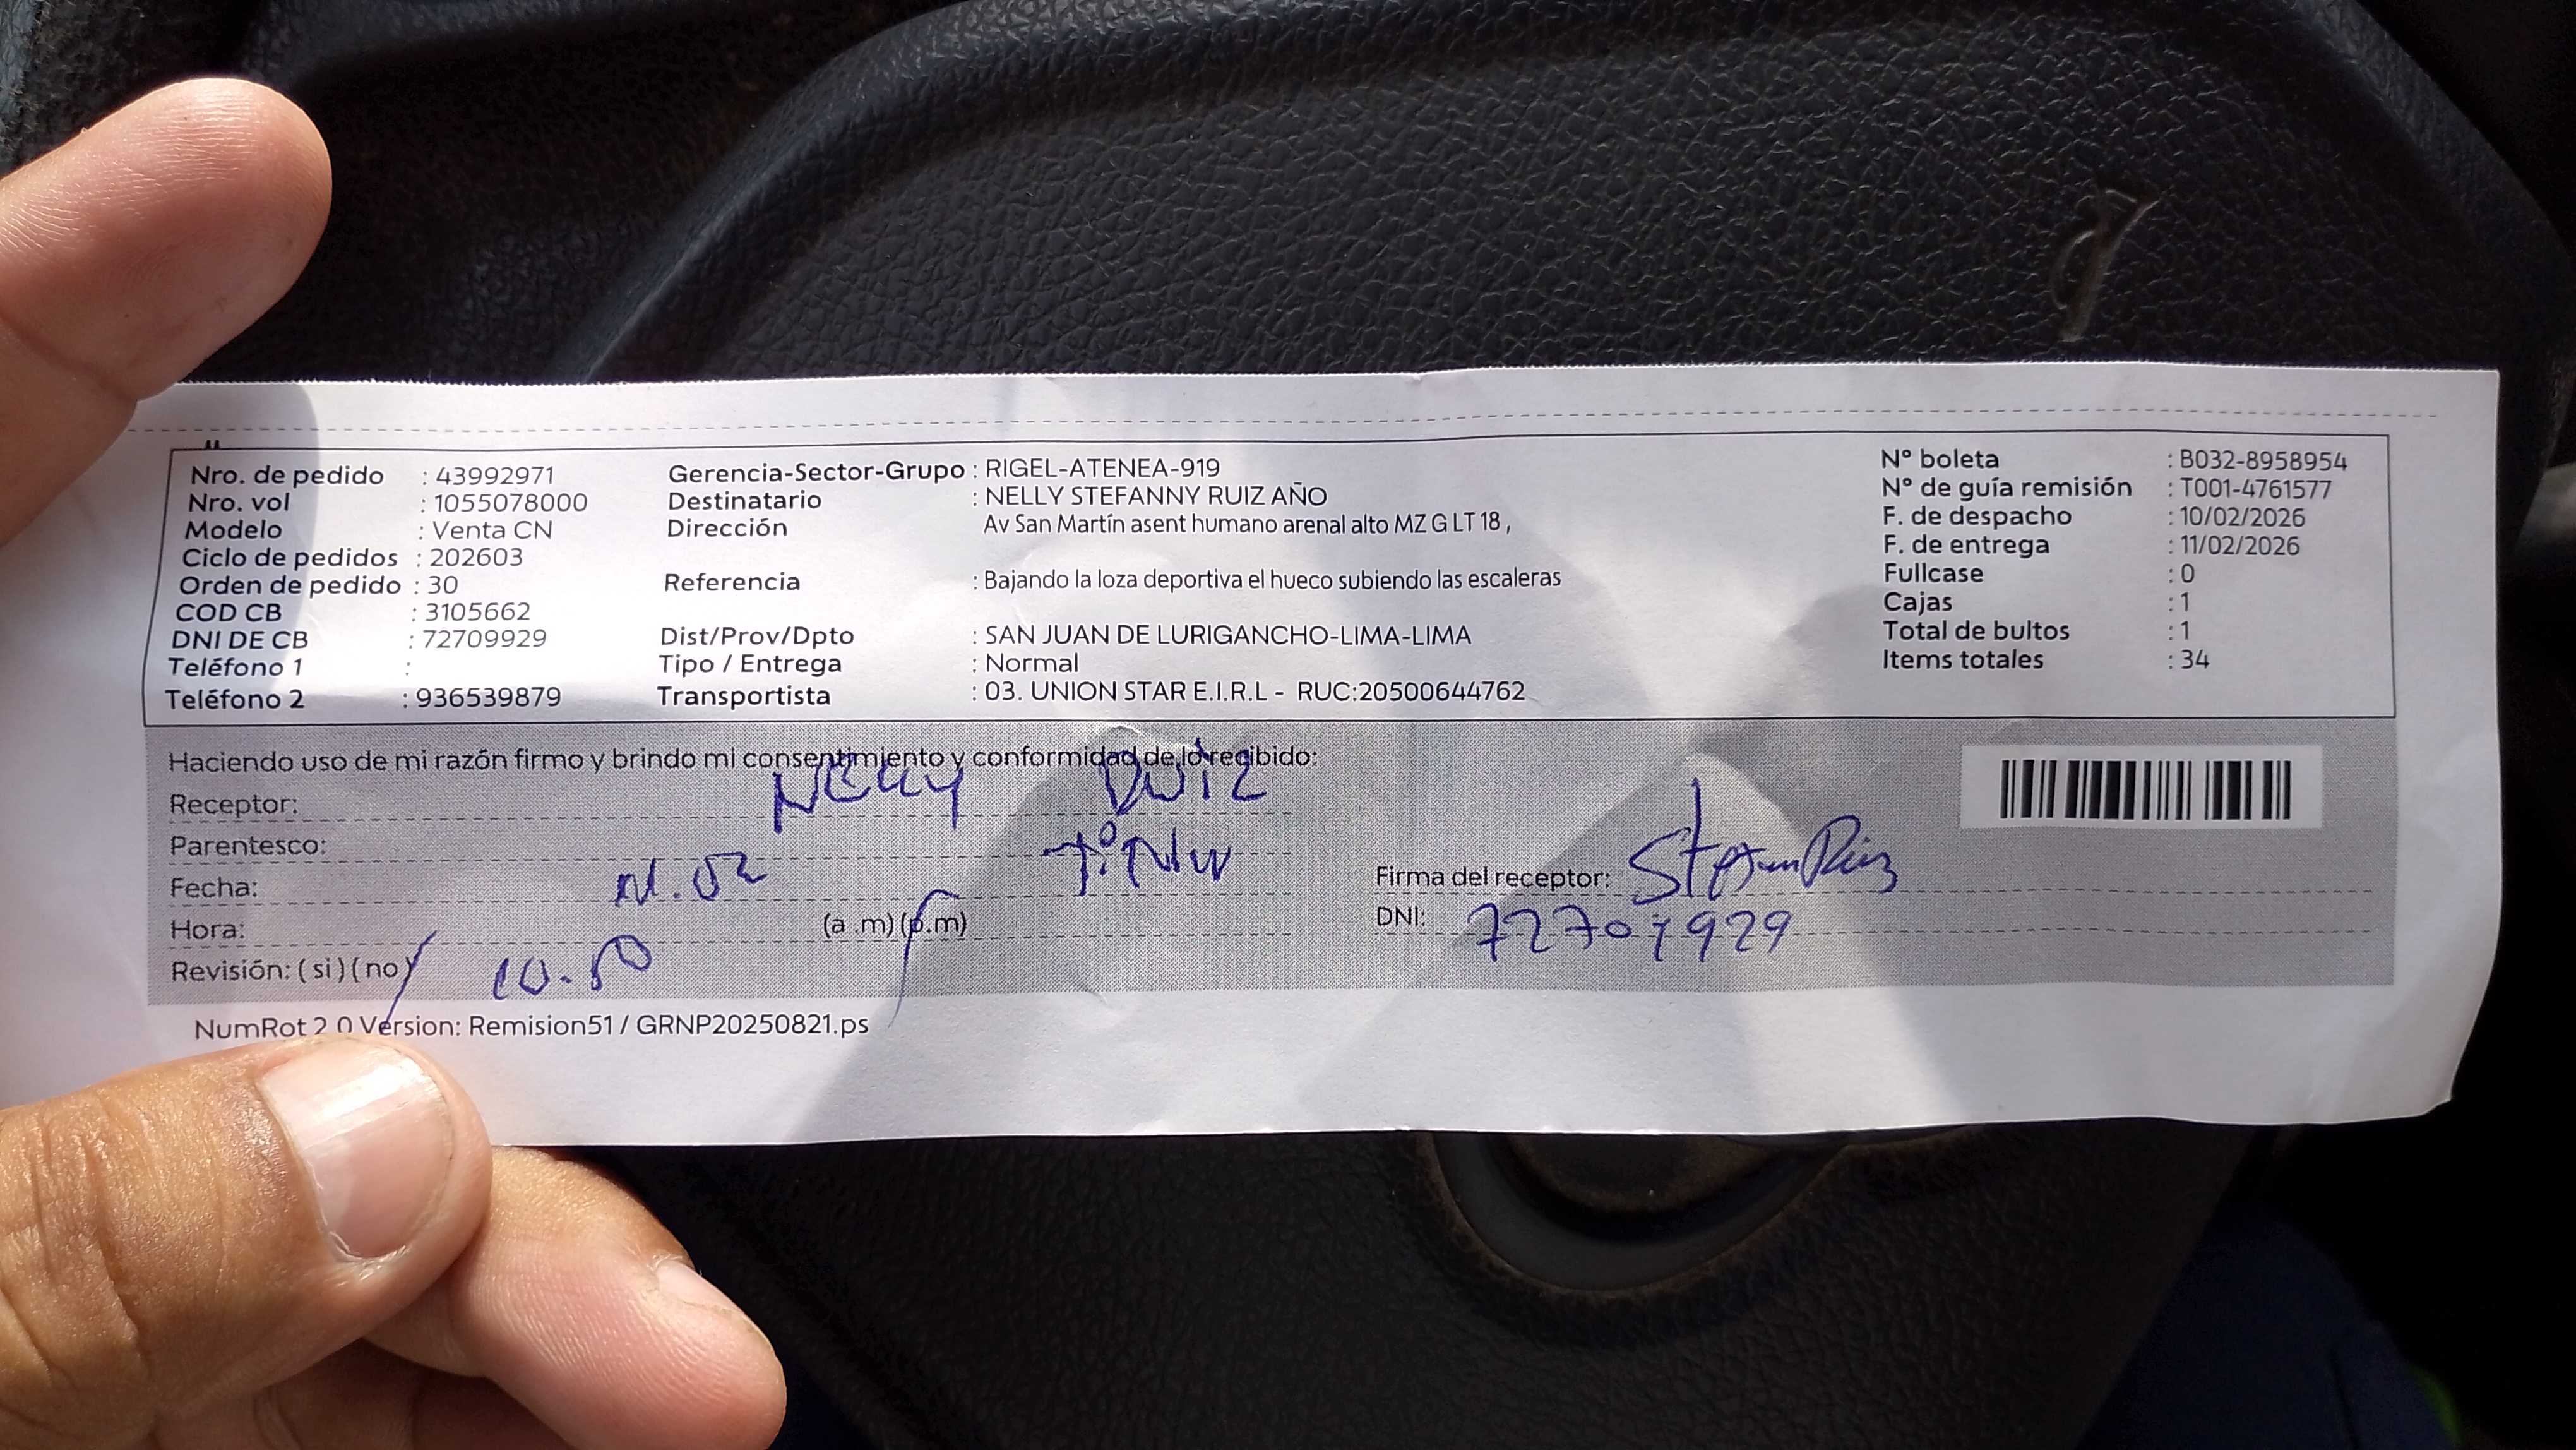 Nro. de pedido : 43992971
Nro. vol : 1055078000
Modelo : Venta CN
Ciclo de pedidos : 202603
Orden de pedido : 30
COD CB : 3105662
DNI DE CB : 72709929
Teléfono 1 :
Teléfono 2 : 936539879
Gerencia-Sector-Grupo : RIGEL-ATENEA-919
Destinatario : NELLY STEFANNY RUIZ AÑO
Dirección Av San Martín asent humano arenal alto MZ G LT 18 ,
Referencia : Bajando la loza deportiva el hueco subiendo las escaleras
Dist/Prov/Dpto : SAN JUAN DE LURIGANCHO-LIMA-LIMA
Tipo / Entrega : Normal
Transportista : 03. UNION STAR E.I.R.L - RUC:20500644762
N° boleta : B032-8958954
N° de guía remisión : T001-4761577
F. de despacho : 10/02/2026
F. de entrega : 11/02/2026
Fullcase : 0
Cajas : 1
Total de bultos : 1
Items totales : 34
Haciendo uso de mi razón firmo y brindo mi consentimiento y conformidad de lo recibido:
Receptor: NELLY RUIZ
Parentesco:
Fecha:
Hora: (a .m) (p.m)
Revisión: ( si ) ( no ) 10.50
Firma del receptor:
DNI: 72709929
NumRot 2.0 Version: Remision51 / GRNP20250821.ps